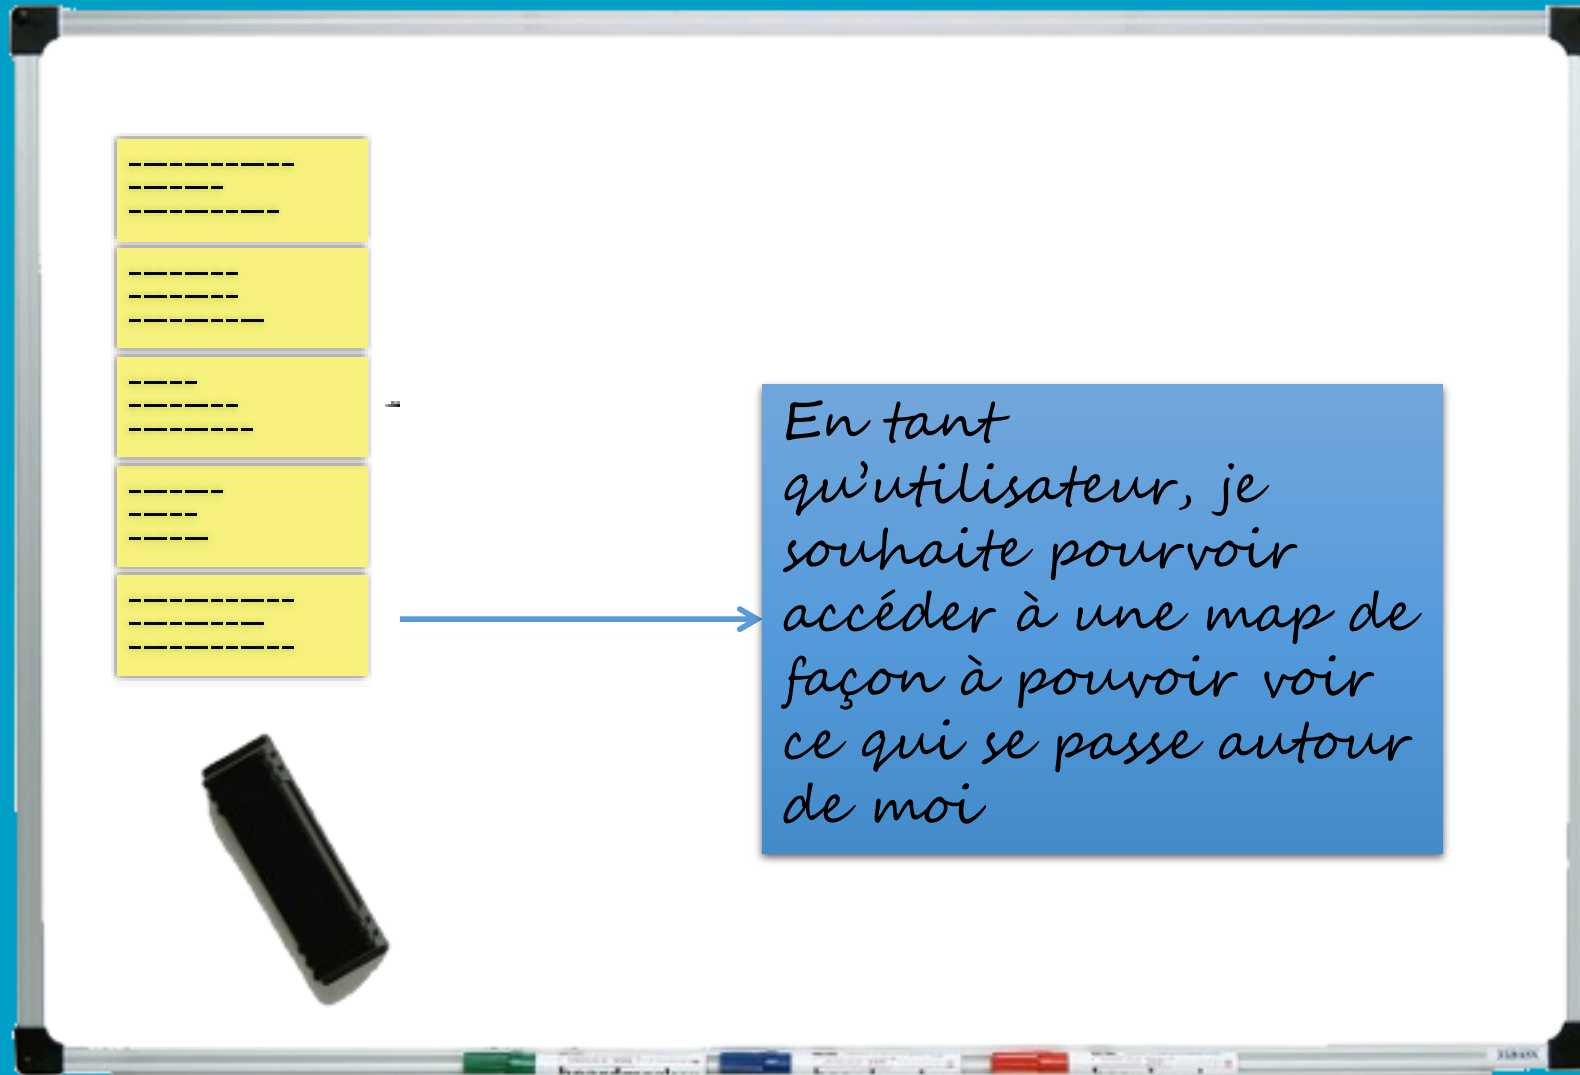 En tant
qu’utilisateur, je
souhaite pourvoir
accéder à une map de
façon à pouvoir voir
ce qui se passe autour
de moi